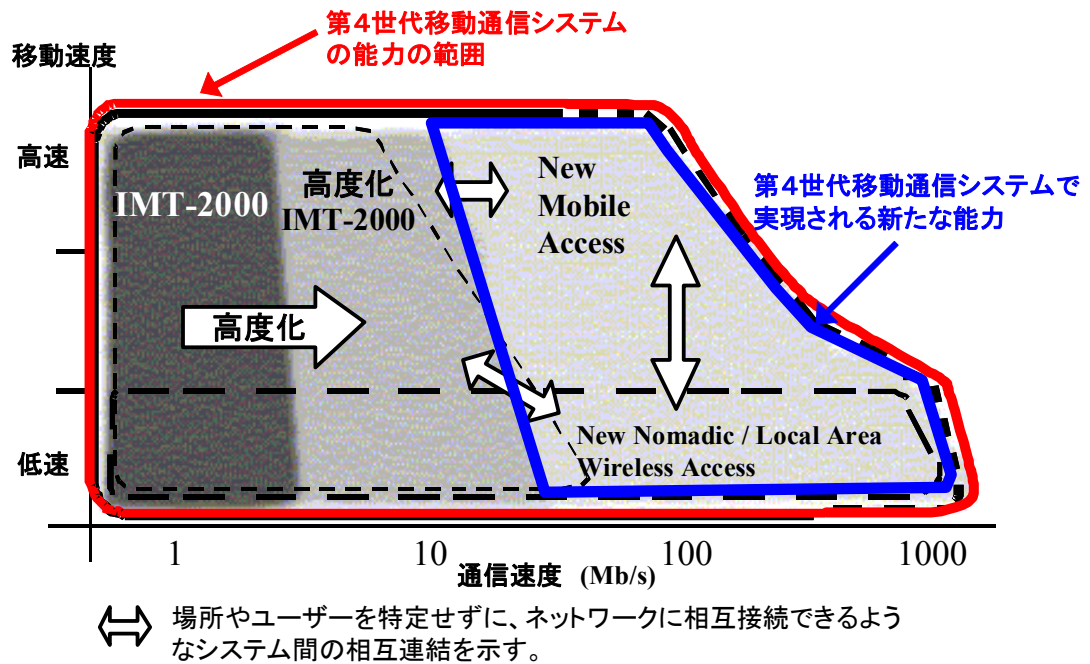 第４世代移動通信システム
の能力の範囲
移動速度
高速
IMT-2000
高度化
IMT-2000
New
Mobile
Access
第４世代移動通信システムで
実現される新たな能力
高度化
New Nomadic / Local Area
Wireless Access
低速
1
10
100
1000
通信速度 (Mb/s)
場所やユーザーを特定せずに、ネットワークに相互接続できるよう
なシステム間の相互連結を示す。